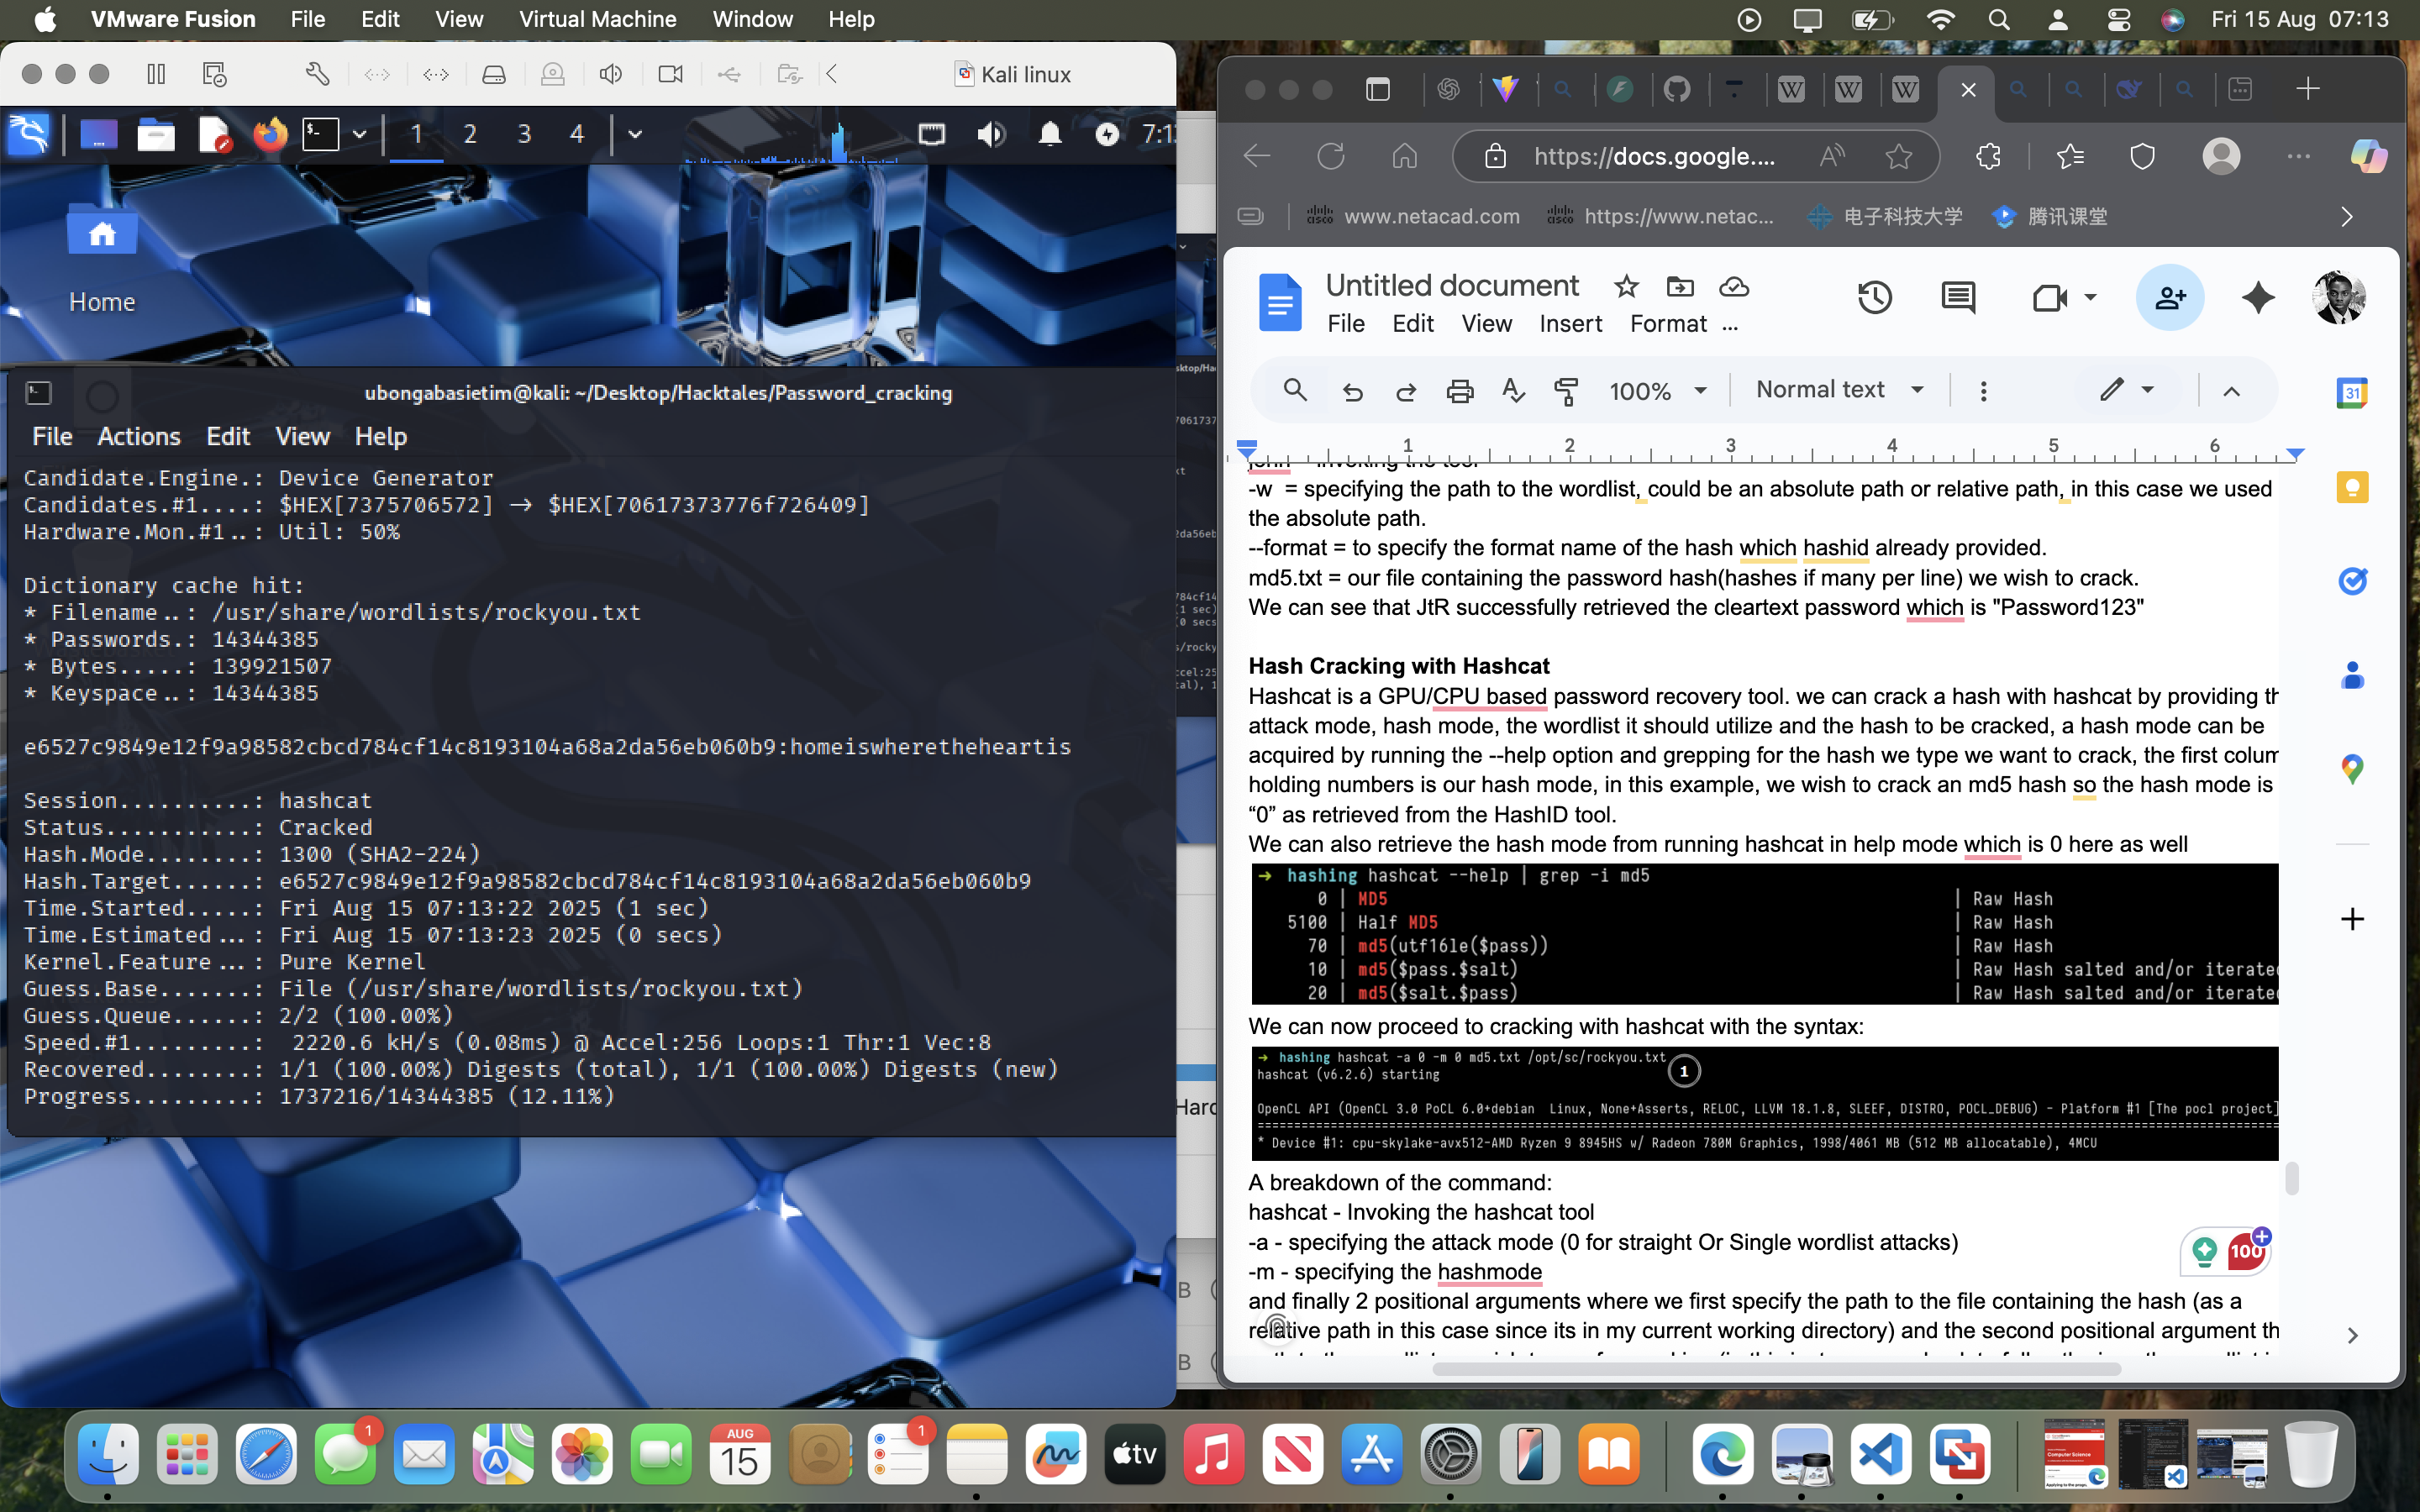 VMware Fusion File Edit View Virtual Machine Window Help Fri 15 Aug 07:13
Kali linux
1 2 3 4
Home
ubongabasietim@kali: ~/Desktop/Hacktales/Password_cracking
File Actions Edit View Help
Candidate.Engine.: Device Generator
Candidates.#1....: $HEX[7375706572] → $HEX[70617373776f726409]
Hardware.Mon.#1..: Util: 50%
Dictionary cache hit:
* Filename..: /usr/share/wordlists/rockyou.txt
* Passwords.: 14344385
* Bytes.....: 139921507
* Keyspace..: 14344385
e6527c9849e12f9a98582cbcd784cf14c8193104a68a2da56eb060b9:homeiswheretheheartis
Session..........: hashcat
Status...........: Cracked
Hash.Mode........: 1300 (SHA2-224)
Hash.Target......: e6527c9849e12f9a98582cbcd784cf14c8193104a68a2da56eb060b9
Time.Started.....: Fri Aug 15 07:13:22 2025 (1 sec)
Time.Estimated...: Fri Aug 15 07:13:23 2025 (0 secs)
Kernel.Feature...: Pure Kernel
Guess.Base.......: File (/usr/share/wordlists/rockyou.txt)
Guess.Queue......: 2/2 (100.00%)
Speed.#1.........: 2220.6 kH/s (0.08ms) @ Accel:256 Loops:1 Thr:1 Vec:8
Recovered........: 1/1 (100.00%) Digests (total), 1/1 (100.00%) Digests (new)
Progress.........: 1737216/14344385 (12.11%)
https://docs.google....
www.netacad.com https://www.netac... 电子科技大学 腾讯课堂
Untitled document
File Edit View Insert Format ...
100% Normal text
31
1 2 3 4 5 6
-w = specifying the path to the wordlist, could be an absolute path or relative path, in this case we used
the absolute path.
--format = to specify the format name of the hash which hashid already provided.
md5.txt = our file containing the password hash(hashes if many per line) we wish to crack.
We can see that JtR successfully retrieved the cleartext password which is "Password123"
Hash Cracking with Hashcat
Hashcat is a GPU/CPU based password recovery tool. we can crack a hash with hashcat by providing th
attack mode, hash mode, the wordlist it should utilize and the hash to be cracked, a hash mode can be
acquired by running the --help option and grepping for the hash we type we want to crack, the first colum
holding numbers is our hash mode, in this example, we wish to crack an md5 hash so the hash mode is
“0” as retrieved from the HashID tool.
We can also retrieve the hash mode from running hashcat in help mode which is 0 here as well
→ hashing hashcat --help | grep -i md5
0 | MD5 | Raw Hash
5100 | Half MD5 | Raw Hash
70 | md5(utf16le($pass)) | Raw Hash
10 | md5($pass.$salt) | Raw Hash salted and/or iterated
20 | md5($salt.$pass) | Raw Hash salted and/or iterated
We can now proceed to cracking with hashcat with the syntax:
→ hashing hashcat -a 0 -m 0 md5.txt /opt/sc/rockyou.txt
1
hashcat (v6.2.6) starting
OpenCL API (OpenCL 3.0 PoCL 6.0+debian Linux, None+Asserts, RELOC, LLVM 18.1.8, SLEEF, DISTRO, POCL_DEBUG) - Platform #1 [The pocl project]
* Device #1: cpu-skylake-avx512-AMD Ryzen 9 8945HS w/ Radeon 780M Graphics, 1998/4061 MB (512 MB allocatable), 4MCU
A breakdown of the command:
hashcat - Invoking the hashcat tool
-a - specifying the attack mode (0 for straight Or Single wordlist attacks)
-m - specifying the hashmode
100
and finally 2 positional arguments where we first specify the path to the file containing the hash (as a
relative path in this case since its in my current working directory) and the second positional argument th
1 AUG 15 1 tv